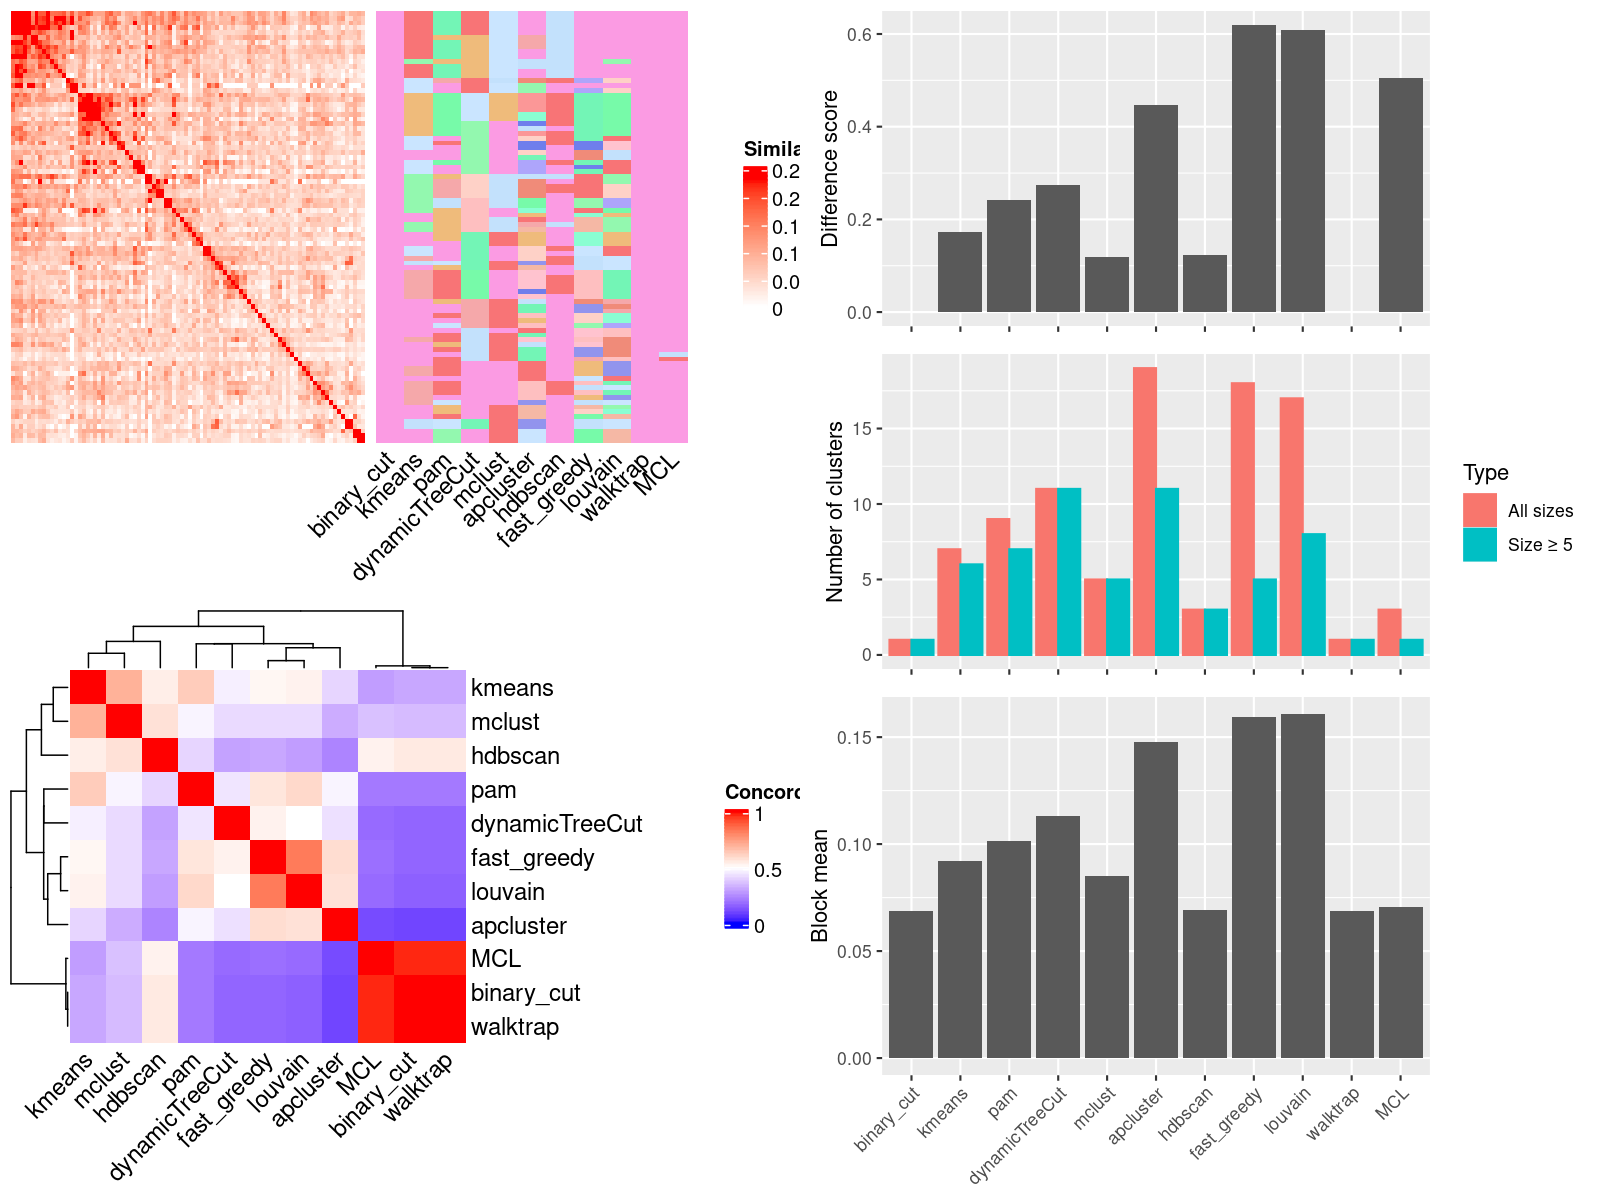 binary_cut
kmeans
pam
dynamicTreeCut
mclust
apcluster
hdbscan
fast_greedy
louvain
walktrap
MCL
Simila
0.2
0.2
0.1
0.1
0.0
0
kmeans
mclust
hdbscan
pam
dynamicTreeCut
fast_greedy
louvain
apcluster
MCL
binary_cut
walktrap
kmeans
mclust
hdbscan
pam
dynamicTreeCut
fast_greedy
louvain
apcluster
MCL
binary_cut
walktrap
Concord
1
0.5
0
Difference score
0.6
0.4
0.2
0.0
Number of clusters
15
10
5
0
Type
All sizes
Size ≥ 5
Block mean
0.15
0.10
0.05
0.00
binary_cut
kmeans
pam
dynamicTreeCut
mclust
apcluster
hdbscan
fast_greedy
louvain
walktrap
MCL